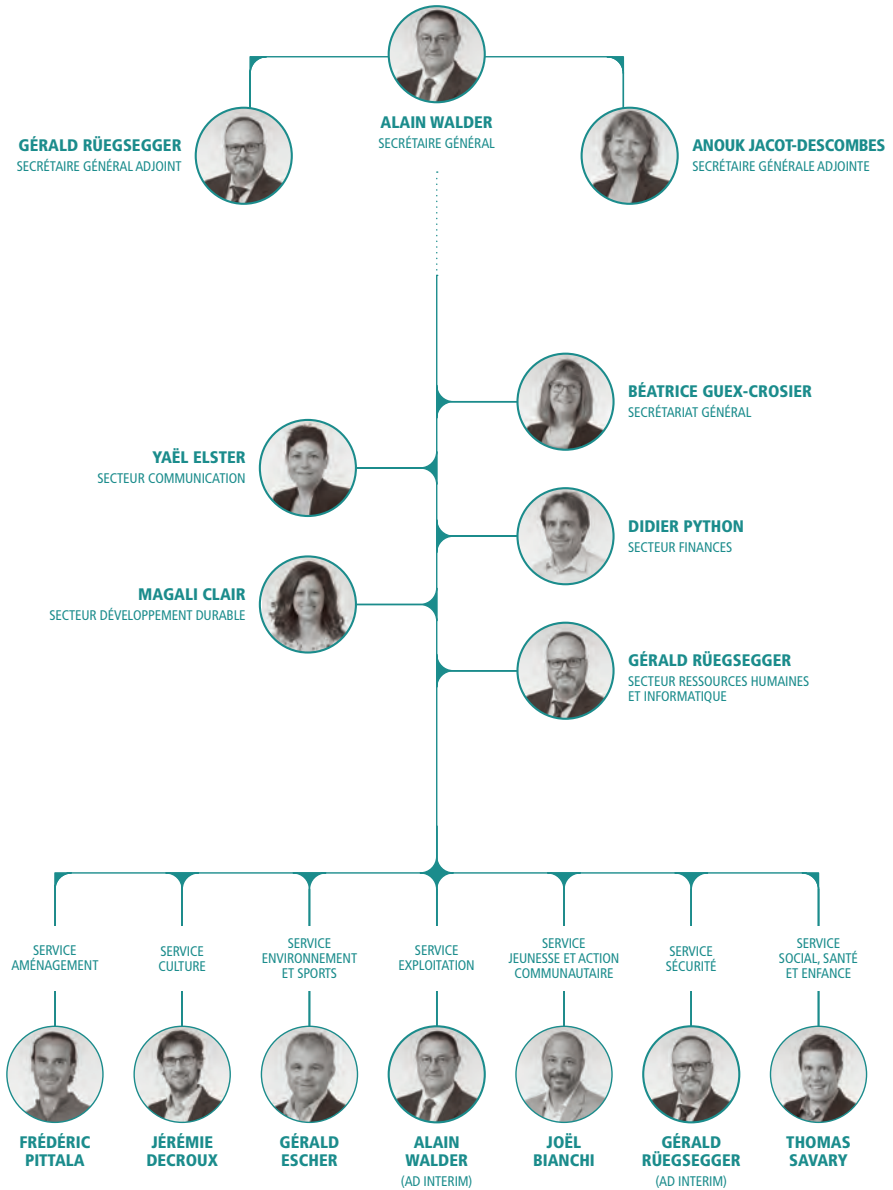 ALAIN WALDER
SECRÉTAIRE GÉNÉRAL
GÉRALD RÜEGSEGGER
SECRÉTAIRE GÉNÉRAL ADJOINT
ANOUK JACOT-DESCOMBES
SECRÉTAIRE GÉNÉRALE ADJOINTE
BÉATRICE GUEX-CROSIER
SECRÉTARIAT GÉNÉRAL
YAËL ELSTER
SECTEUR COMMUNICATION
DIDIER PYTHON
SECTEUR FINANCES
MAGALI CLAIR
SECTEUR DÉVELOPPEMENT DURABLE
GÉRALD RÜEGSEGGER
SECTEUR RESSOURCES HUMAINES
ET INFORMATIQUE
SERVICE
AMÉNAGEMENT
SERVICE
CULTURE
SERVICE
ENVIRONNEMENT
ET SPORTS
SERVICE
EXPLOITATION
SERVICE
JEUNESSE ET ACTION
COMMUNAUTAIRE
SERVICE
SÉCURITÉ
SERVICE
SOCIAL, SANTÉ
ET ENFANCE
FRÉDÉRIC
PITTALA
JÉRÉMIE
DECROUX
GÉRALD
ESCHER
ALAIN
WALDER
(AD INTERIM)
JOËL
BIANCHI
GÉRALD
RÜEGSEGGER
(AD INTERIM)
THOMAS
SAVARY